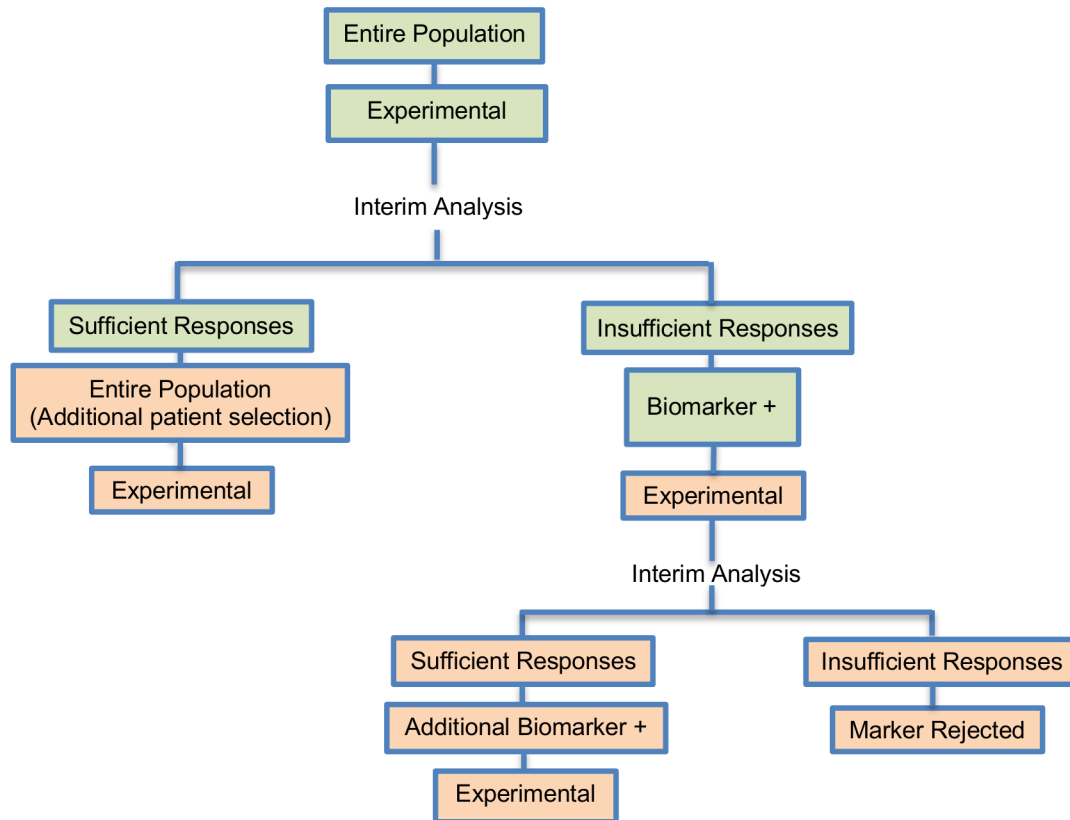 Entire Population
Experimental
Interim Analysis
Sufficient Responses
Insufficient Responses
Entire Population
(Additional patient selection)
Biomarker +
Experimental
Experimental
Interim Analysis
Sufficient Responses
Insufficient Responses
Additional Biomarker +
Marker Rejected
Experimental